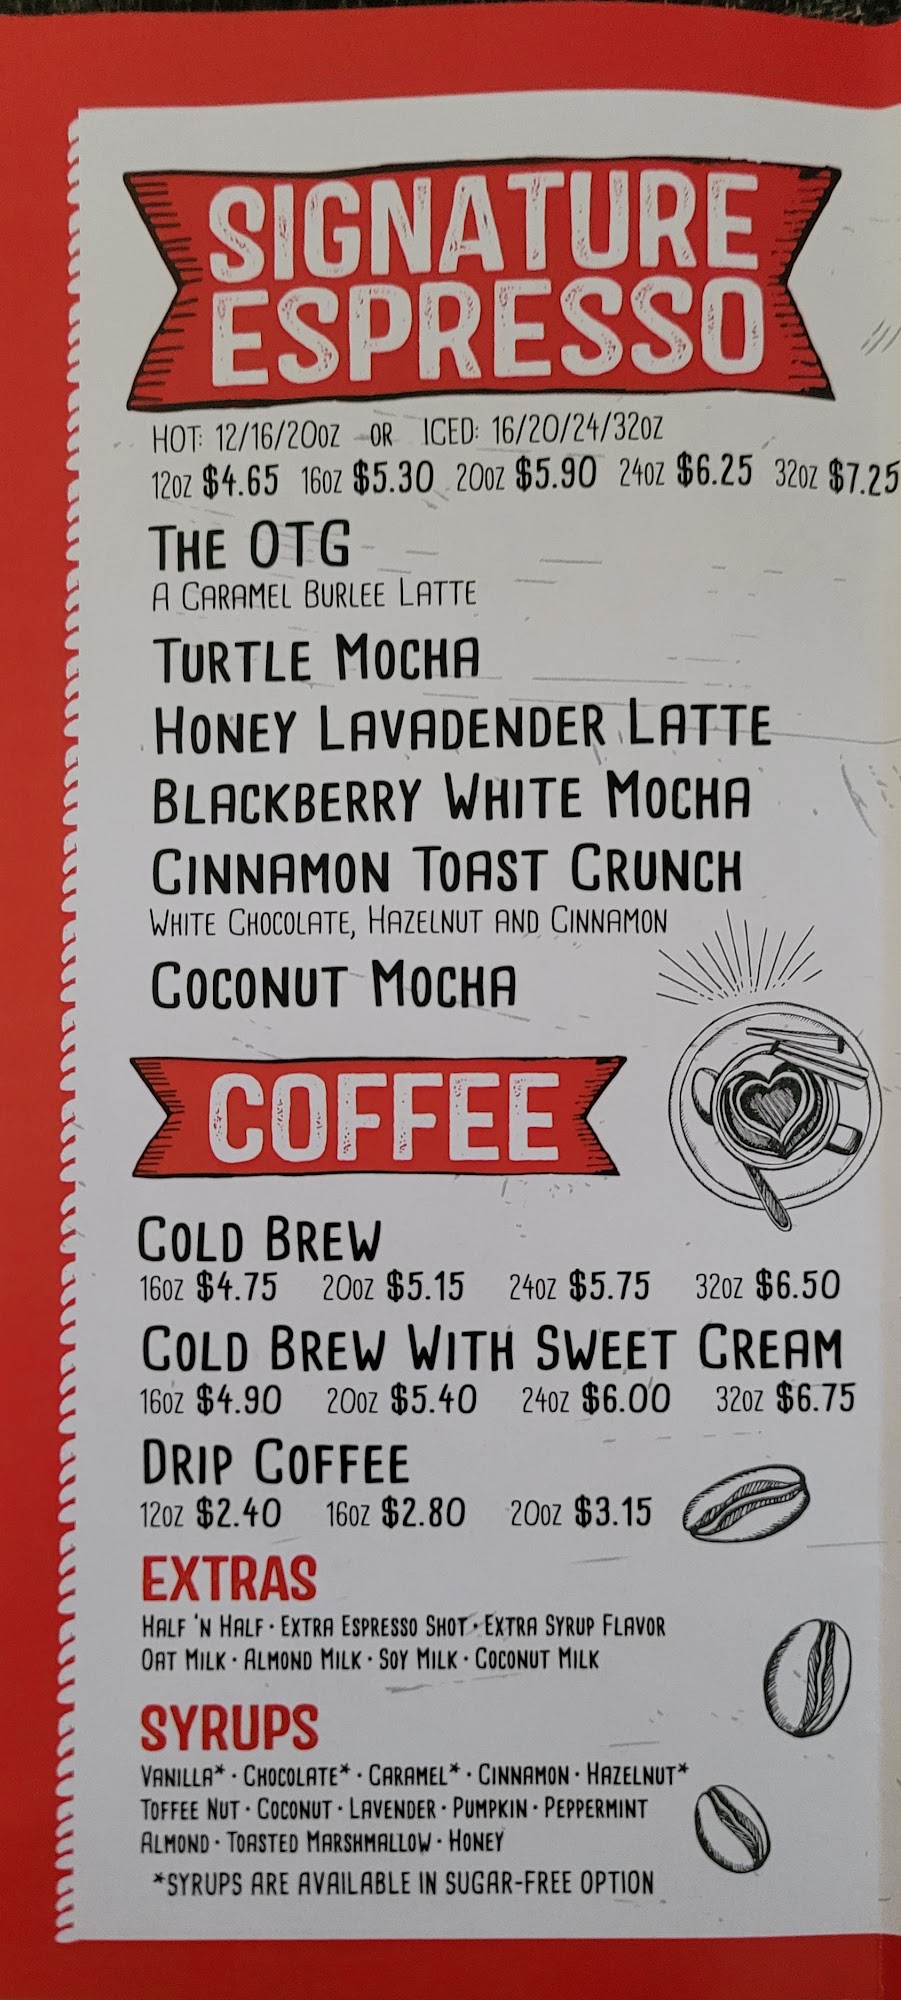 SIGNATURE
ESPRESSO
HOT: 12/16/20OZ OR ICED: 16/20/24/32OZ
12OZ $4.65 16OZ $5.30 20OZ $5.90 24OZ $6.25 32OZ $7.25
THE OTG
A CARAMEL BURLEE LATTE
TURTLE MOCHA
HONEY LAVADENDER LATTE
BLACKBERRY WHITE MOCHA
CINNAMON TOAST CRUNCH
WHITE CHOCOLATE, HAZELNUT AND CINNAMON
COCONUT MOCHA
COFFEE
COLD BREW
16OZ $4.75 20OZ $5.15 24OZ $5.75 32OZ $6.50
COLD BREW WITH SWEET CREAM
16OZ $4.90 20OZ $5.40 24OZ $6.00 32OZ $6.75
DRIP COFFEE
12OZ $2.40 16OZ $2.80 20OZ $3.15
EXTRAS
HALF 'N HALF · EXTRA ESPRESSO SHOT · EXTRA SYRUP FLAVOR
OAT MILK · ALMOND MILK · SOY MILK · COCONUT MILK
SYRUPS
VANILLA* · CHOCOLATE* · CARAMEL* · CINNAMON · HAZELNUT*
TOFFEE NUT · COCONUT · LAVENDER · PUMPKIN · PEPPERMINT
ALMOND · TOASTED MARSHMALLOW · HONEY
*SYRUPS ARE AVAILABLE IN SUGAR-FREE OPTION